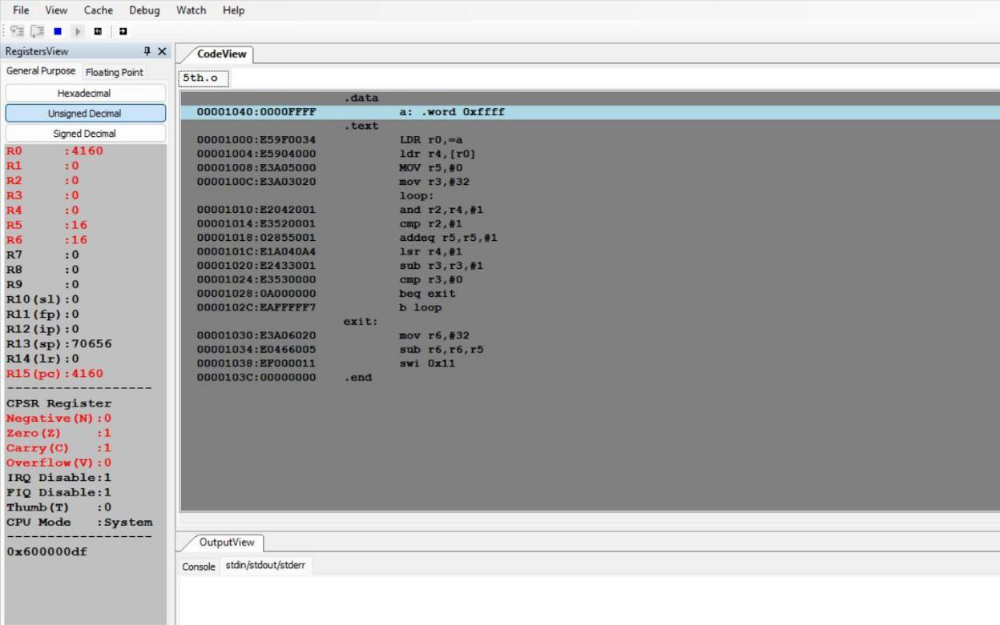 File View Cache Debug Watch Help
RegistersView
General Purpose Floating Point
Hexadecimal
Unsigned Decimal
Signed Decimal
R0 :4160
R1 :0
R2 :0
R3 :0
R4 :0
R5 :16
R6 :16
R7 :0
R8 :0
R9 :0
R10(sl):0
R11(fp):0
R12(ip):0
R13(sp):70656
R14(lr):0
R15(pc):4160
-------------------
CPSR Register
Negative(N):0
Zero(Z) :1
Carry(C) :1
Overflow(V):0
IRQ Disable:1
FIQ Disable:1
Thumb(T) :0
CPU Mode :System
-------------------
0x600000df
CodeView
5th.o
.data
00001040:0000FFFF a: .word 0xffff
.text
00001000:E59F0034 LDR r0,=a
00001004:E5904000 ldr r4,[r0]
00001008:E3A05000 MOV r5,#0
0000100C:E3A03020 mov r3,#32
loop:
00001010:E2042001 and r2,r4,#1
00001014:E3520001 cmp r2,#1
00001018:02855001 addeq r5,r5,#1
0000101C:E1A040A4 lsr r4,#1
00001020:E2433001 sub r3,r3,#1
00001024:E3530000 cmp r3,#0
00001028:0A000000 beq exit
0000102C:EAFFFFF7 b loop
exit:
00001030:E3A06020 mov r6,#32
00001034:E0466005 sub r6,r6,r5
00001038:EF000011 swi 0x11
0000103C:00000000 .end
OutputView
Console stdin/stdout/stderr